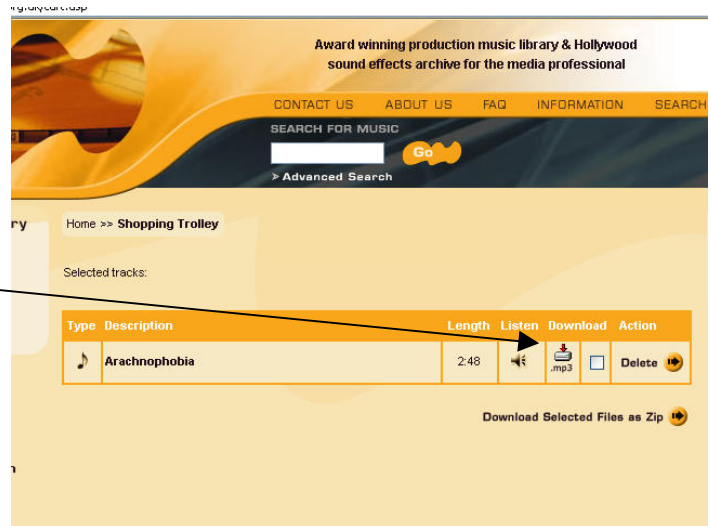 Award winning production music library & Hollywood
sound effects archive for the media professional
CONTACT US ABOUT US FAQ INFORMATION SEARCH
SEARCH FOR MUSIC
Go
> Advanced Search
ry
Home >> Shopping Trolley
Selected tracks:
Type Description Length Listen Download Action
Arachnophobia 2:48 .mp3 Delete
Download Selected Files as Zip
n